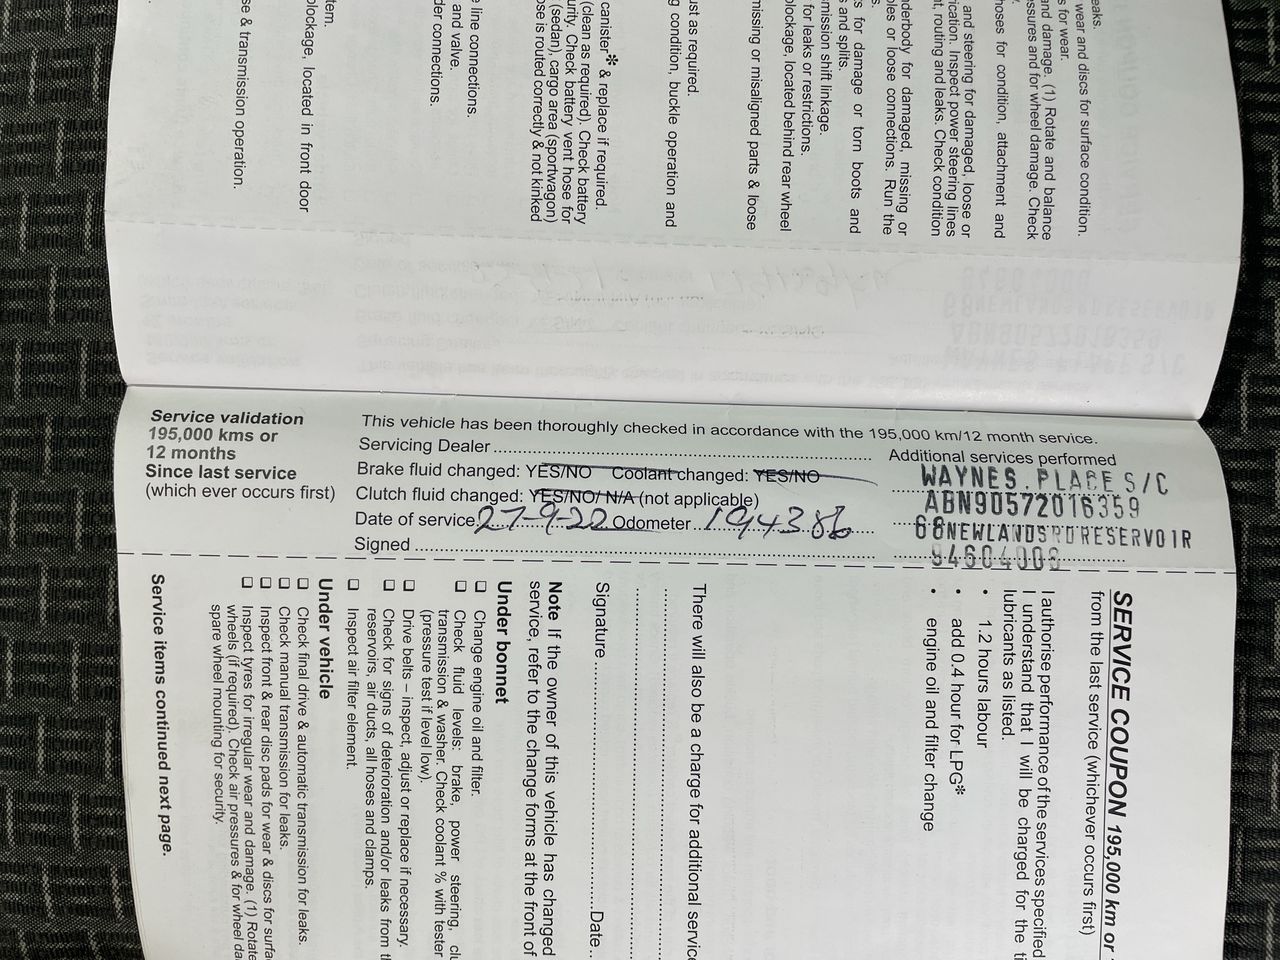 eaks.
wear and discs for surface condition.
s for wear.
and damage. (1) Rotate and balance
ssures and for wheel damage. Check
hoses for condition, attachment and
and steering for damaged, loose or
ication. Inspect power steering lines
t, routing and leaks. Check condition
nderbody for damaged, missing or
les or loose connections. Run the
s.
ts for damage or torn boots and
s and splits.
mission shift linkage.
for leaks or restrictions.
lockage, located behind rear wheel
missing or misaligned parts & loose
ust as required.
g condition, buckle operation and
canister* & replace if required.
(clean as required). Check battery
urity. Check battery vent hose for
(sedan), cargo area (sportwagon)
ose is routed correctly & not kinked
line connections.
and valve.
der connections.
tem.
lockage, located in front door
se & transmission operation.
Service validation
195,000 kms or
12 months
Since last service
(which ever occurs first)
This vehicle has been thoroughly checked in accordance with the 195,000 km/12 month service.
Servicing Dealer
Additional services performed
Brake fluid changed: YES/NO Coolant changed: YES/NO
Clutch fluid changed: YES/NO/N/A (not applicable)
Date of service 27-9-22 Odometer 194386
Signed
WAYNES. PLACE S/C
ABN90572016359
68NEWLANDSRDRESERVOIR
94604008
SERVICE COUPON 195,000 km or
from the last service (whichever occurs first)
I authorise performance of the services specified
I understand that I will be charged for the
lubricants as listed.
• 1.2 hours labour
• add 0.4 hour for LPG*
• engine oil and filter change
There will also be a charge for additional service
Signature Date
Note If the owner of this vehicle has changed
service, refer to the change forms at the front of
Under bonnet
❑ Change engine oil and filter.
❑ Check fluid levels: brake, power steering, clu
transmission & washer. Check coolant % with tester
(pressure test if level low).
❑ Drive belts – inspect, adjust or replace if necessary.
❑ Check for signs of deterioration and/or leaks from t
reservoirs, air ducts, all hoses and clamps.
❑ Inspect air filter element.
Under vehicle
❑ Check final drive & automatic transmission for leaks.
❑ Check manual transmission for leaks.
❑ Inspect front & rear disc pads for wear & discs for surfa
❑ Inspect tyres for irregular wear and damage. (1) Rotate
wheels (if required). Check air pressures & for wheel da
spare wheel mounting for security.
Service items continued next page.